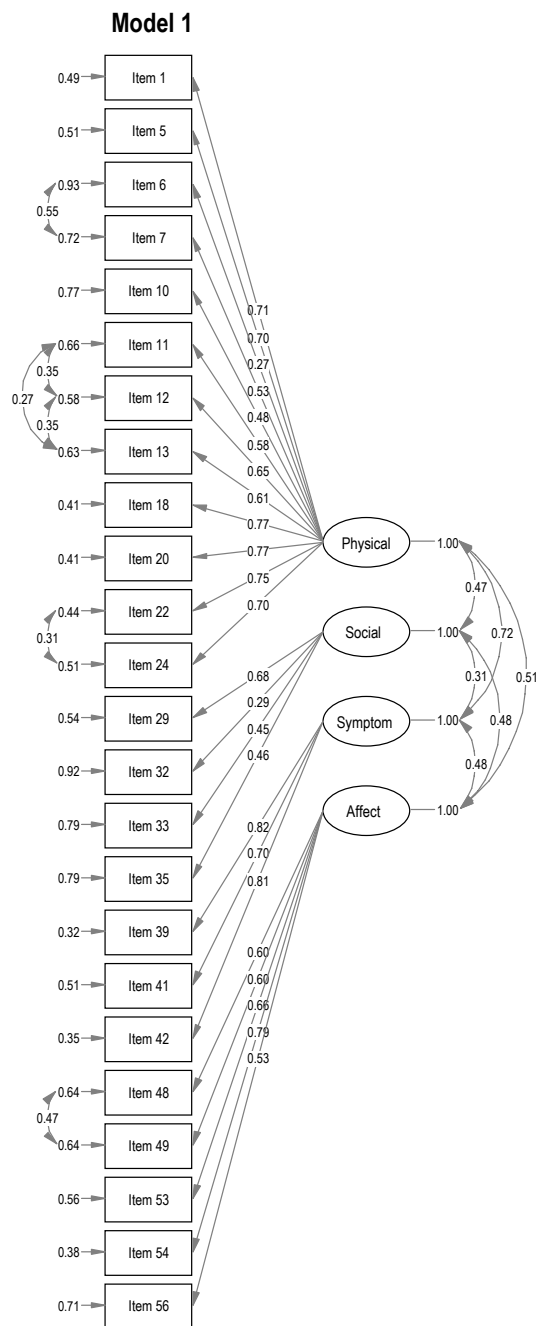 Model 1
0.49 Item 1
0.51 Item 5
0.93 Item 6
0.55
0.72 Item 7
0.77 Item 10
0.71
0.70
0.27
0.53
0.48
0.66 Item 11
0.35
0.27
0.58 Item 12
0.35
0.63 Item 13
0.58
0.65
0.61
0.41 Item 18
0.77
0.41 Item 20
0.77
0.75
0.70
0.44 Item 22
0.31
0.51 Item 24
Physical 1.00
0.47
0.72
0.51
Social 1.00
0.31
0.48
Symptom 1.00
0.48
Affect 1.00
0.54 Item 29
0.68
0.29
0.45
0.46
0.92 Item 32
0.79 Item 33
0.79 Item 35
0.82
0.70
0.81
0.32 Item 39
0.51 Item 41
0.35 Item 42
0.60
0.60
0.66
0.79
0.53
0.64 Item 48
0.47
0.64 Item 49
0.56 Item 53
0.38 Item 54
0.71 Item 56